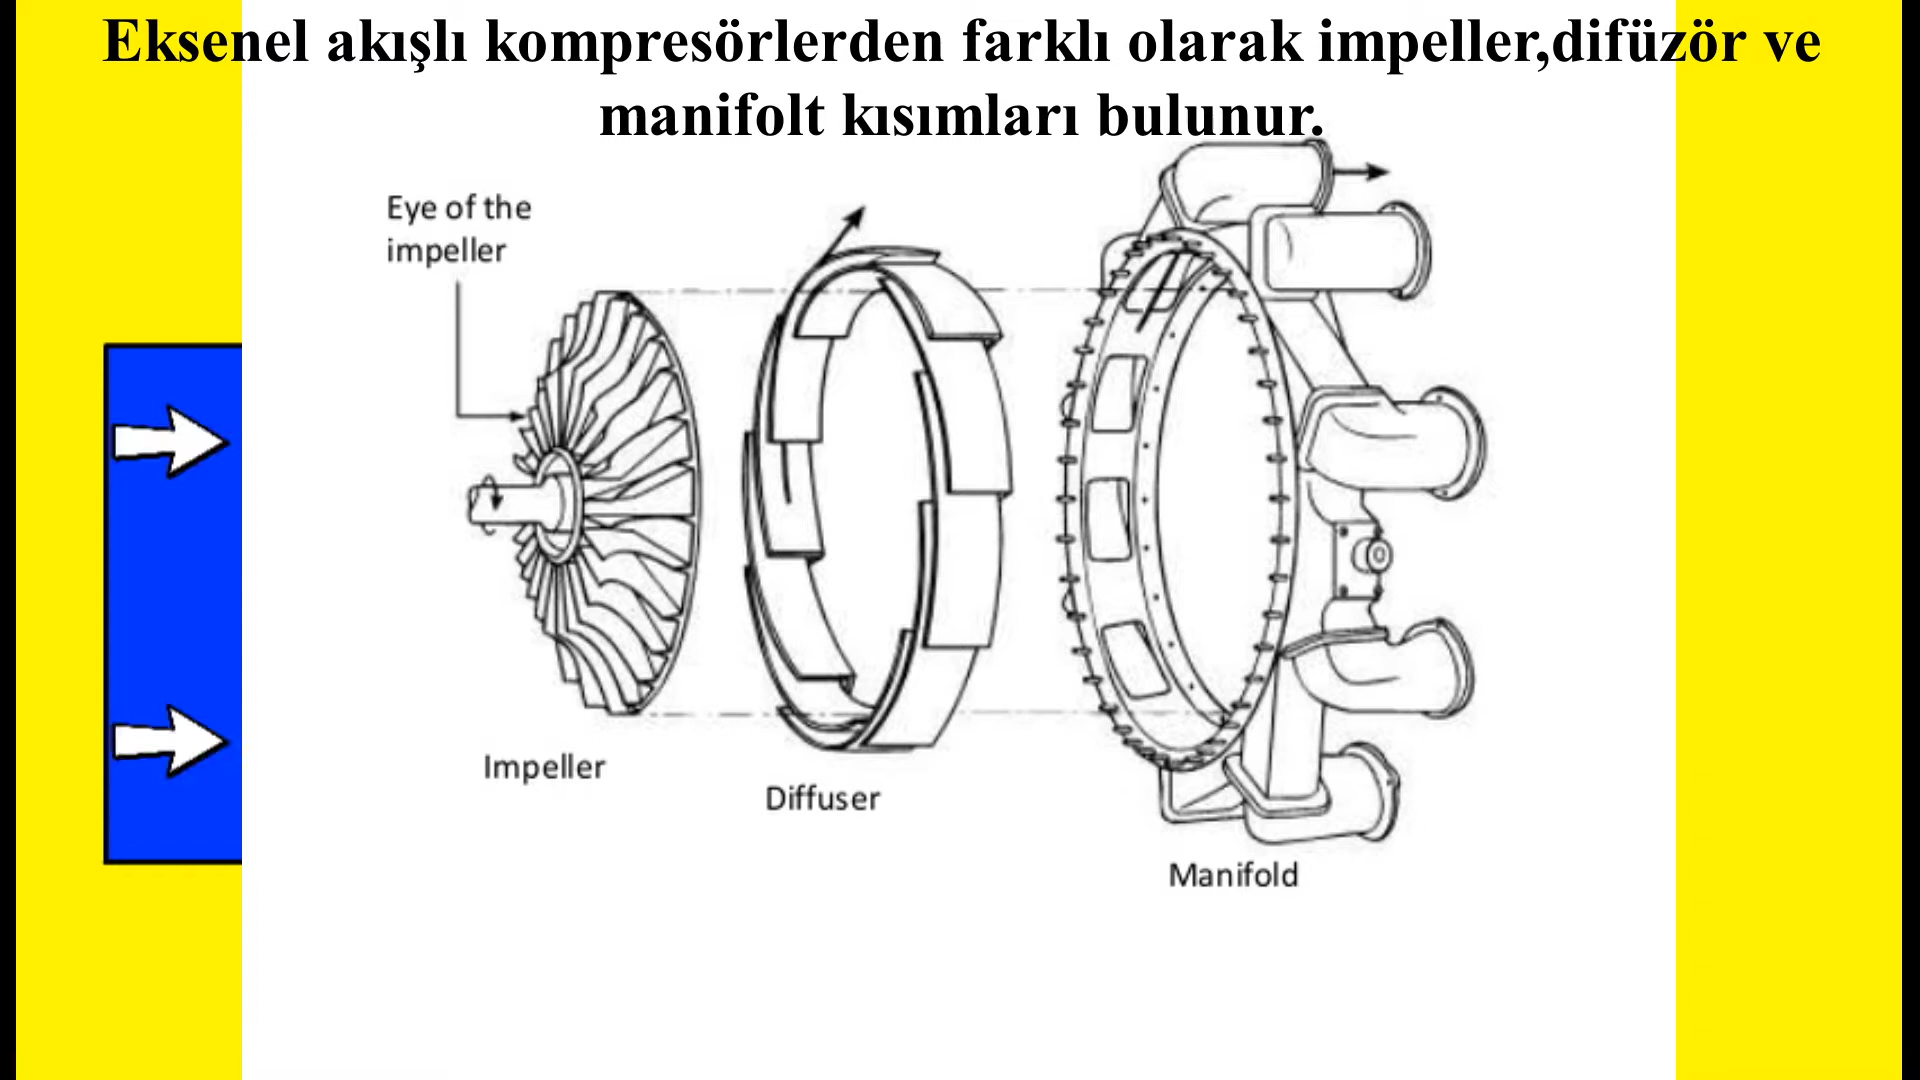 Eksenel akışlı kompresörlerden farklı olarak impeller,difüzör ve
manifolt kısımları bulunur.
Eye of the
impeller
Impeller
Diffuser
Manifold